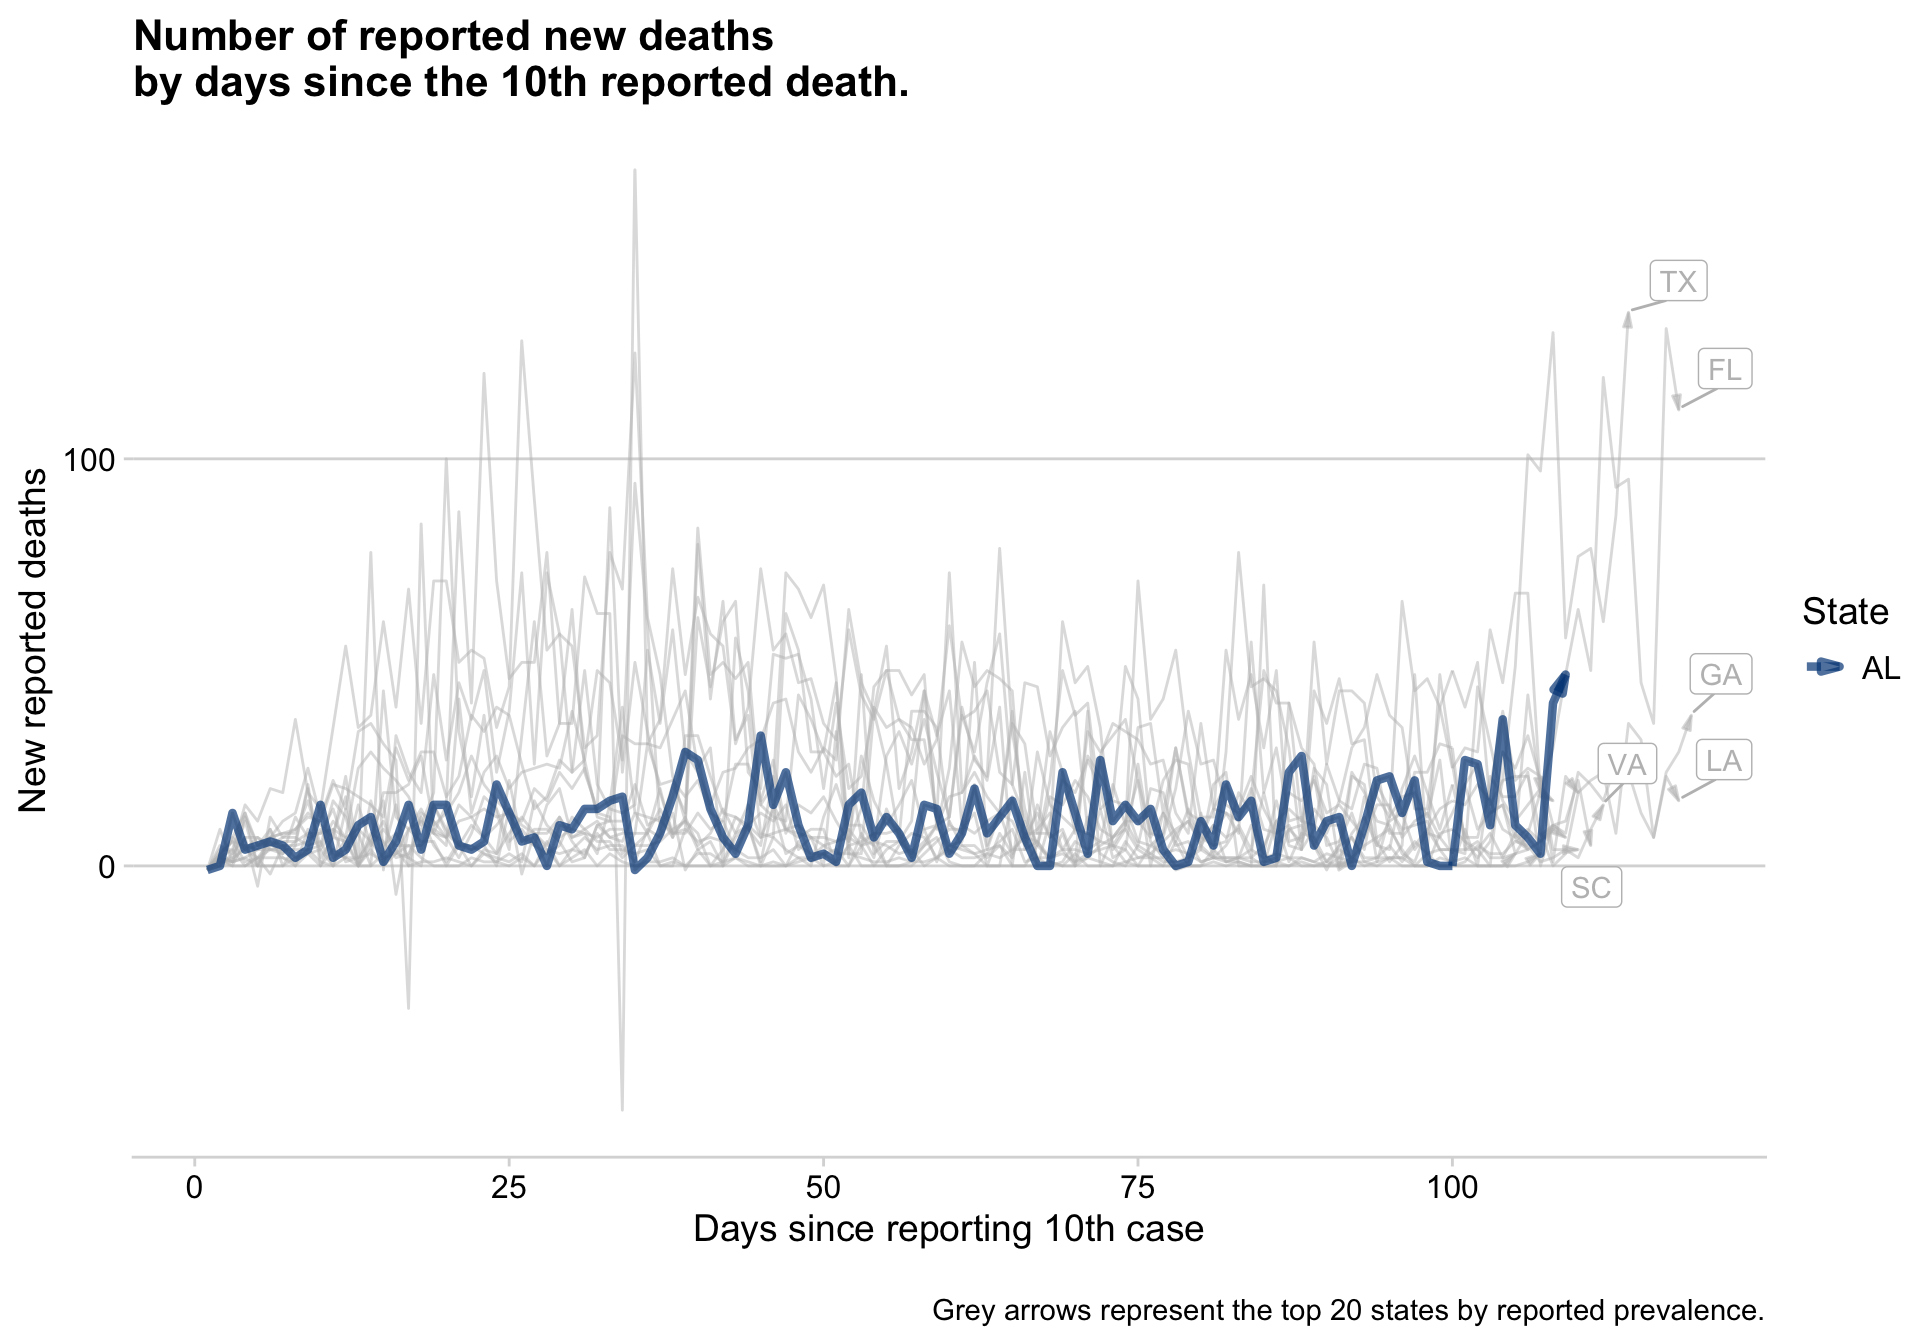 Number of reported new deaths
by days since the 10th reported death.
TX
FL
100
GA
VA
LA
0
SC
New reported deaths
State
AL
0 25 50 75 100
Days since reporting 10th case
Grey arrows represent the top 20 states by reported prevalence.